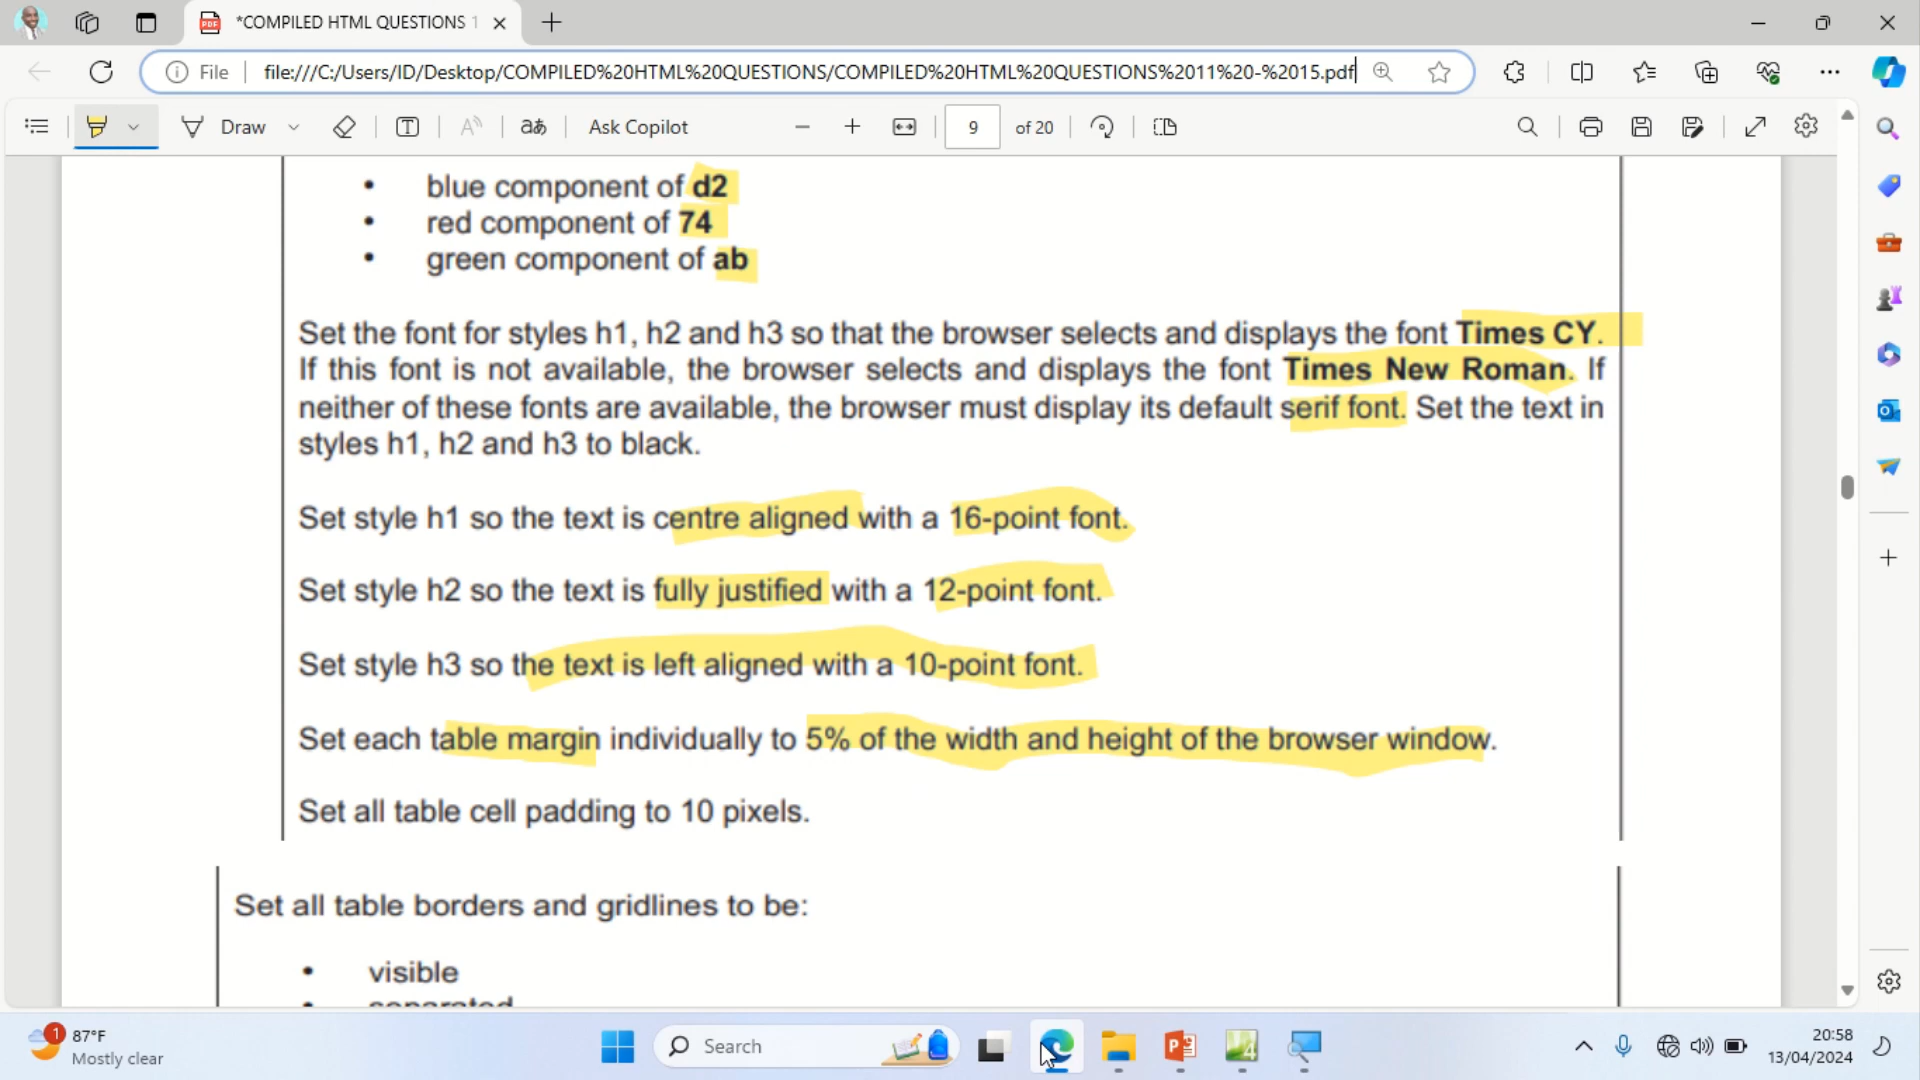 *COMPILED HTML QUESTIONS 1
File
file:///C:/Users/ID/Desktop/COMPILED%20HTML%20QUESTIONS/COMPILED%20HTML%20QUESTIONS%2011%20-%2015.pdf
Draw
aあ
Ask Copilot
9
of 20
• blue component of d2
• red component of 74
• green component of ab
Set the font for styles h1, h2 and h3 so that the browser selects and displays the font Times CY.
If this font is not available, the browser selects and displays the font Times New Roman. If
neither of these fonts are available, the browser must display its default serif font. Set the text in
styles h1, h2 and h3 to black.
Set style h1 so the text is centre aligned with a 16-point font.
Set style h2 so the text is fully justified with a 12-point font.
Set style h3 so the text is left aligned with a 10-point font.
Set each table margin individually to 5% of the width and height of the browser window.
Set all table cell padding to 10 pixels.
Set all table borders and gridlines to be:
• visible
• separated
1
87°F
Mostly clear
Search
20:58
13/04/2024